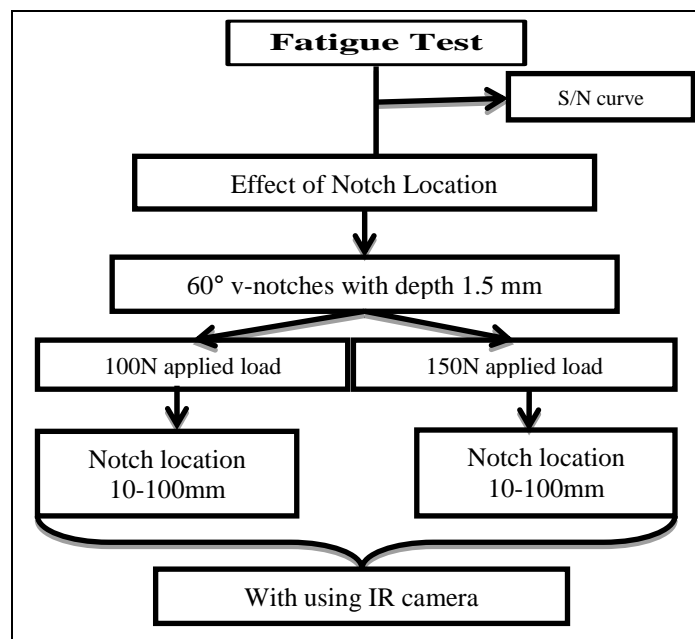 Fatigue Test
S/N curve
Effect of Notch Location
60° v-notches with depth 1.5 mm
100N applied load
150N applied load
Notch location
10-100mm
Notch location
10-100mm
With using IR camera